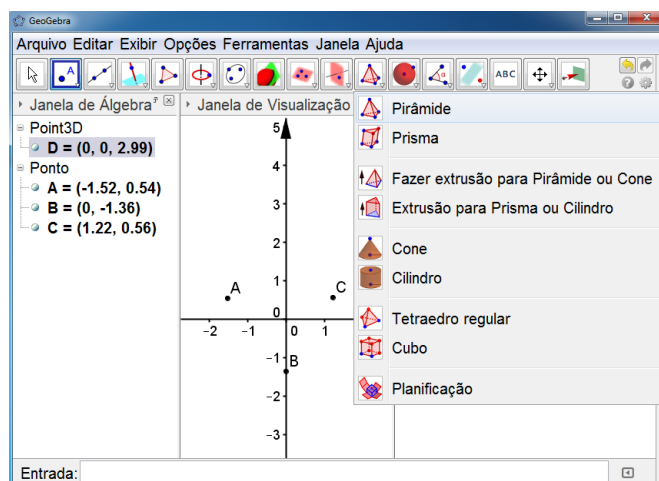 GeoGebra
Arquivo Editar Exibir Opções Ferramentas Janela Ajuda
ABC
Janela de Álgebra
Janela de Visualização
Point3D
D = (0, 0, 2.99)
Ponto
A = (-1.52, 0.54)
B = (0, -1.36)
C = (1.22, 0.56)
5
4
3
2
1
0
-2 -1 0 1
-1
-2
-3
A
C
B
Pirâmide
Prisma
Fazer extrusão para Pirâmide ou Cone
Extrusão para Prisma ou Cilindro
Cone
Cilindro
Tetraedro regular
Cubo
Planificação
Entrada: